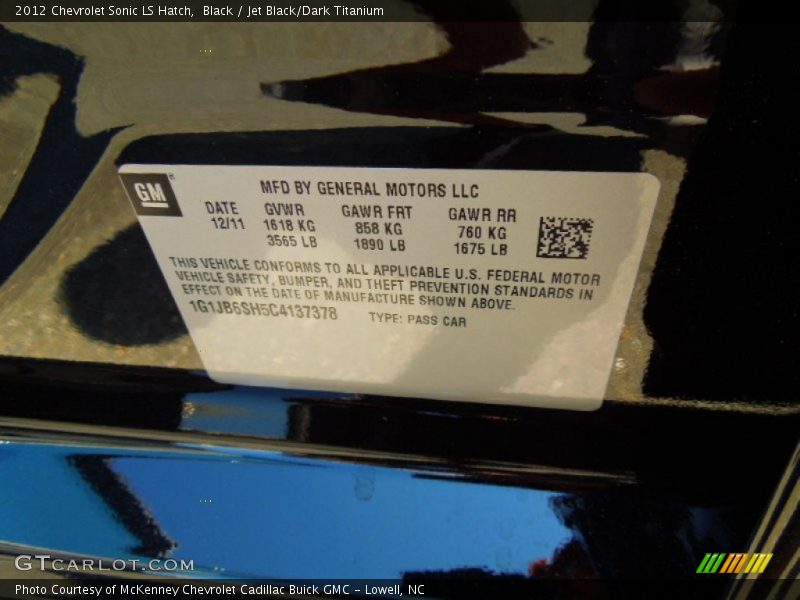 2012 Chevrolet Sonic LS Hatch,  Black / Jet Black/Dark Titanium
GM
MFD BY GENERAL MOTORS LLC
DATE GVWR GAWR FRT GAWR RR
12/11 1618 KG 858 KG 760 KG
3565 LB 1890 LB 1675 LB
THIS VEHICLE CONFORMS TO ALL APPLICABLE U.S. FEDERAL MOTOR
VEHICLE SAFETY, BUMPER, AND THEFT PREVENTION STANDARDS IN
EFFECT ON THE DATE OF MANUFACTURE SHOWN ABOVE.
1G1JB6SH5C4137378 TYPE: PASS CAR
GTCARLOT.COM
Photo Courtesy of McKenney Chevrolet Cadillac Buick GMC - Lowell, NC